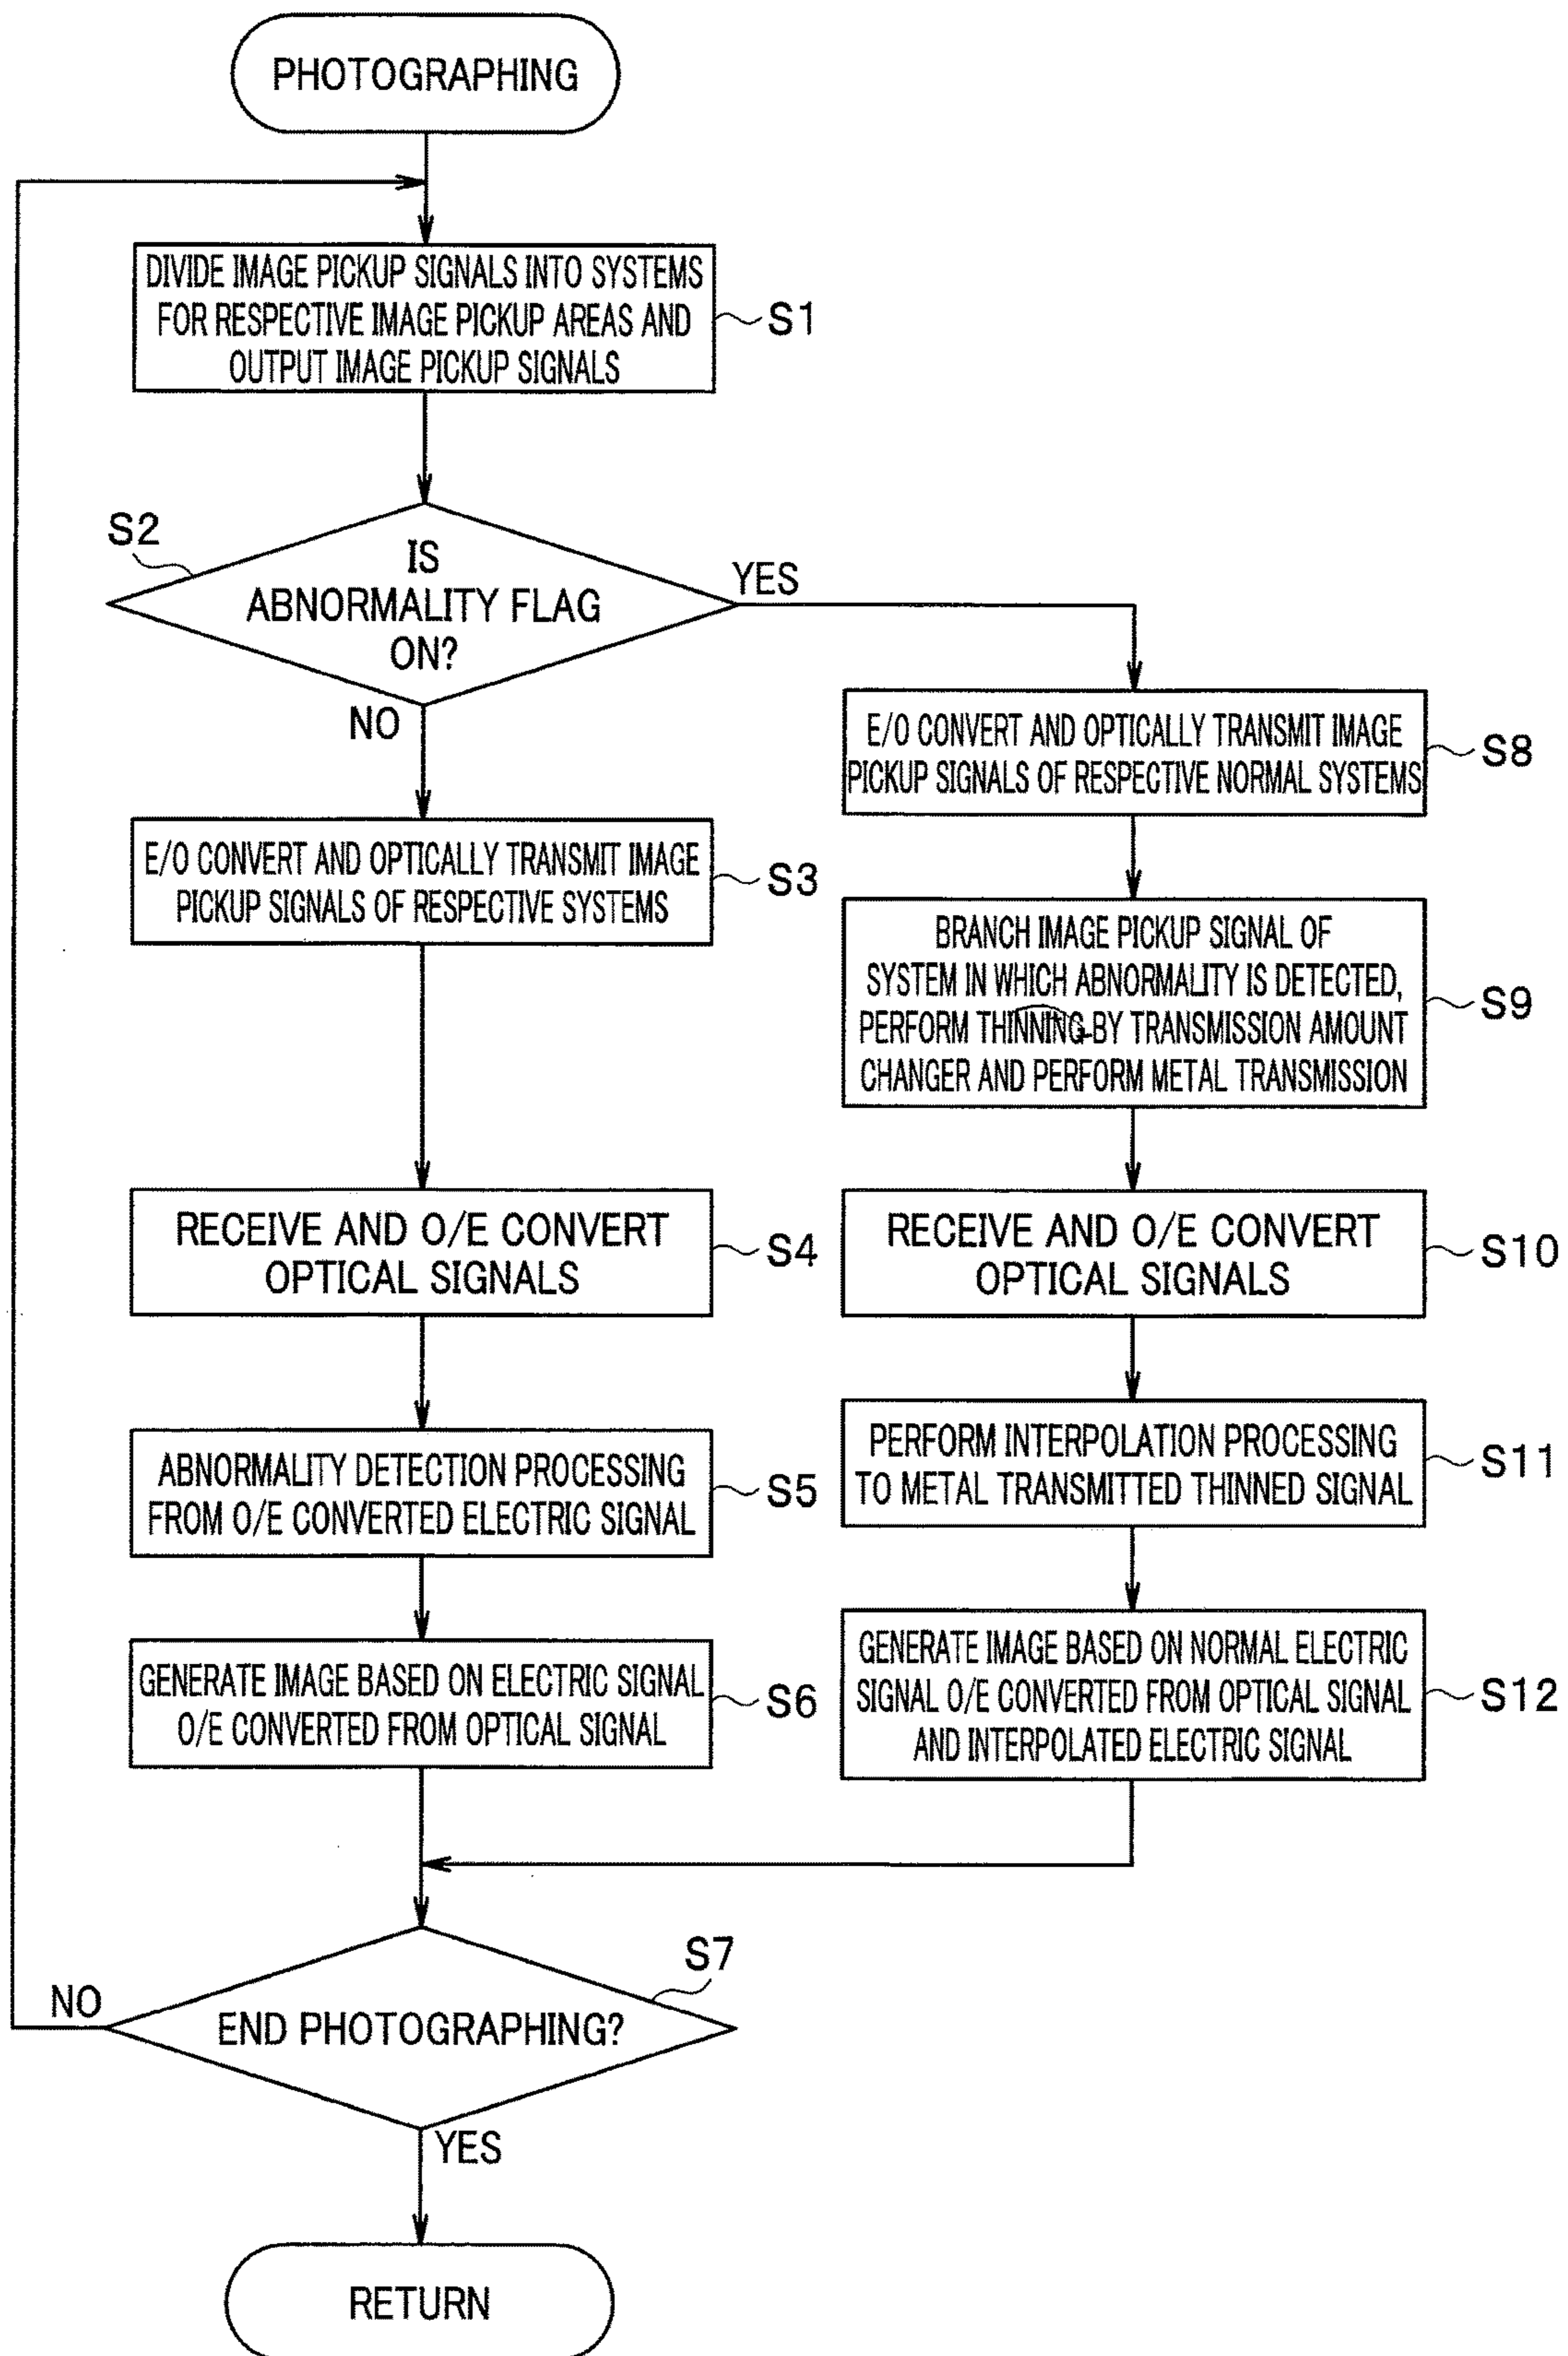 PHOTOGRAPHING
DIVIDE IMAGE PICKUP SIGNALS INTO SYSTEMS
FOR RESPECTIVE IMAGE PICKUP AREAS AND
OUTPUT IMAGE PICKUP SIGNALS
S1
S2
IS
ABNORMALITY FLAG
ON?
YES
NO
E/O CONVERT AND OPTICALLY TRANSMIT IMAGE
PICKUP SIGNALS OF RESPECTIVE SYSTEMS
S3
RECEIVE AND O/E CONVERT
OPTICAL SIGNALS
S4
ABNORMALITY DETECTION PROCESSING
FROM O/E CONVERTED ELECTRIC SIGNAL
S5
GENERATE IMAGE BASED ON ELECTRIC SIGNAL
O/E CONVERTED FROM OPTICAL SIGNAL
S6
E/O CONVERT AND OPTICALLY TRANSMIT IMAGE
PICKUP SIGNALS OF RESPECTIVE NORMAL SYSTEMS
S8
BRANCH IMAGE PICKUP SIGNAL OF
SYSTEM IN WHICH ABNORMALITY IS DETECTED,
PERFORM THINNING BY TRANSMISSION AMOUNT
CHANGER AND PERFORM METAL TRANSMISSION
S9
RECEIVE AND O/E CONVERT
OPTICAL SIGNALS
S10
PERFORM INTERPOLATION PROCESSING
TO METAL TRANSMITTED THINNED SIGNAL
S11
GENERATE IMAGE BASED ON NORMAL ELECTRIC
SIGNAL O/E CONVERTED FROM OPTICAL SIGNAL
AND INTERPOLATED ELECTRIC SIGNAL
S12
S7
NO
END PHOTOGRAPHING?
YES
RETURN